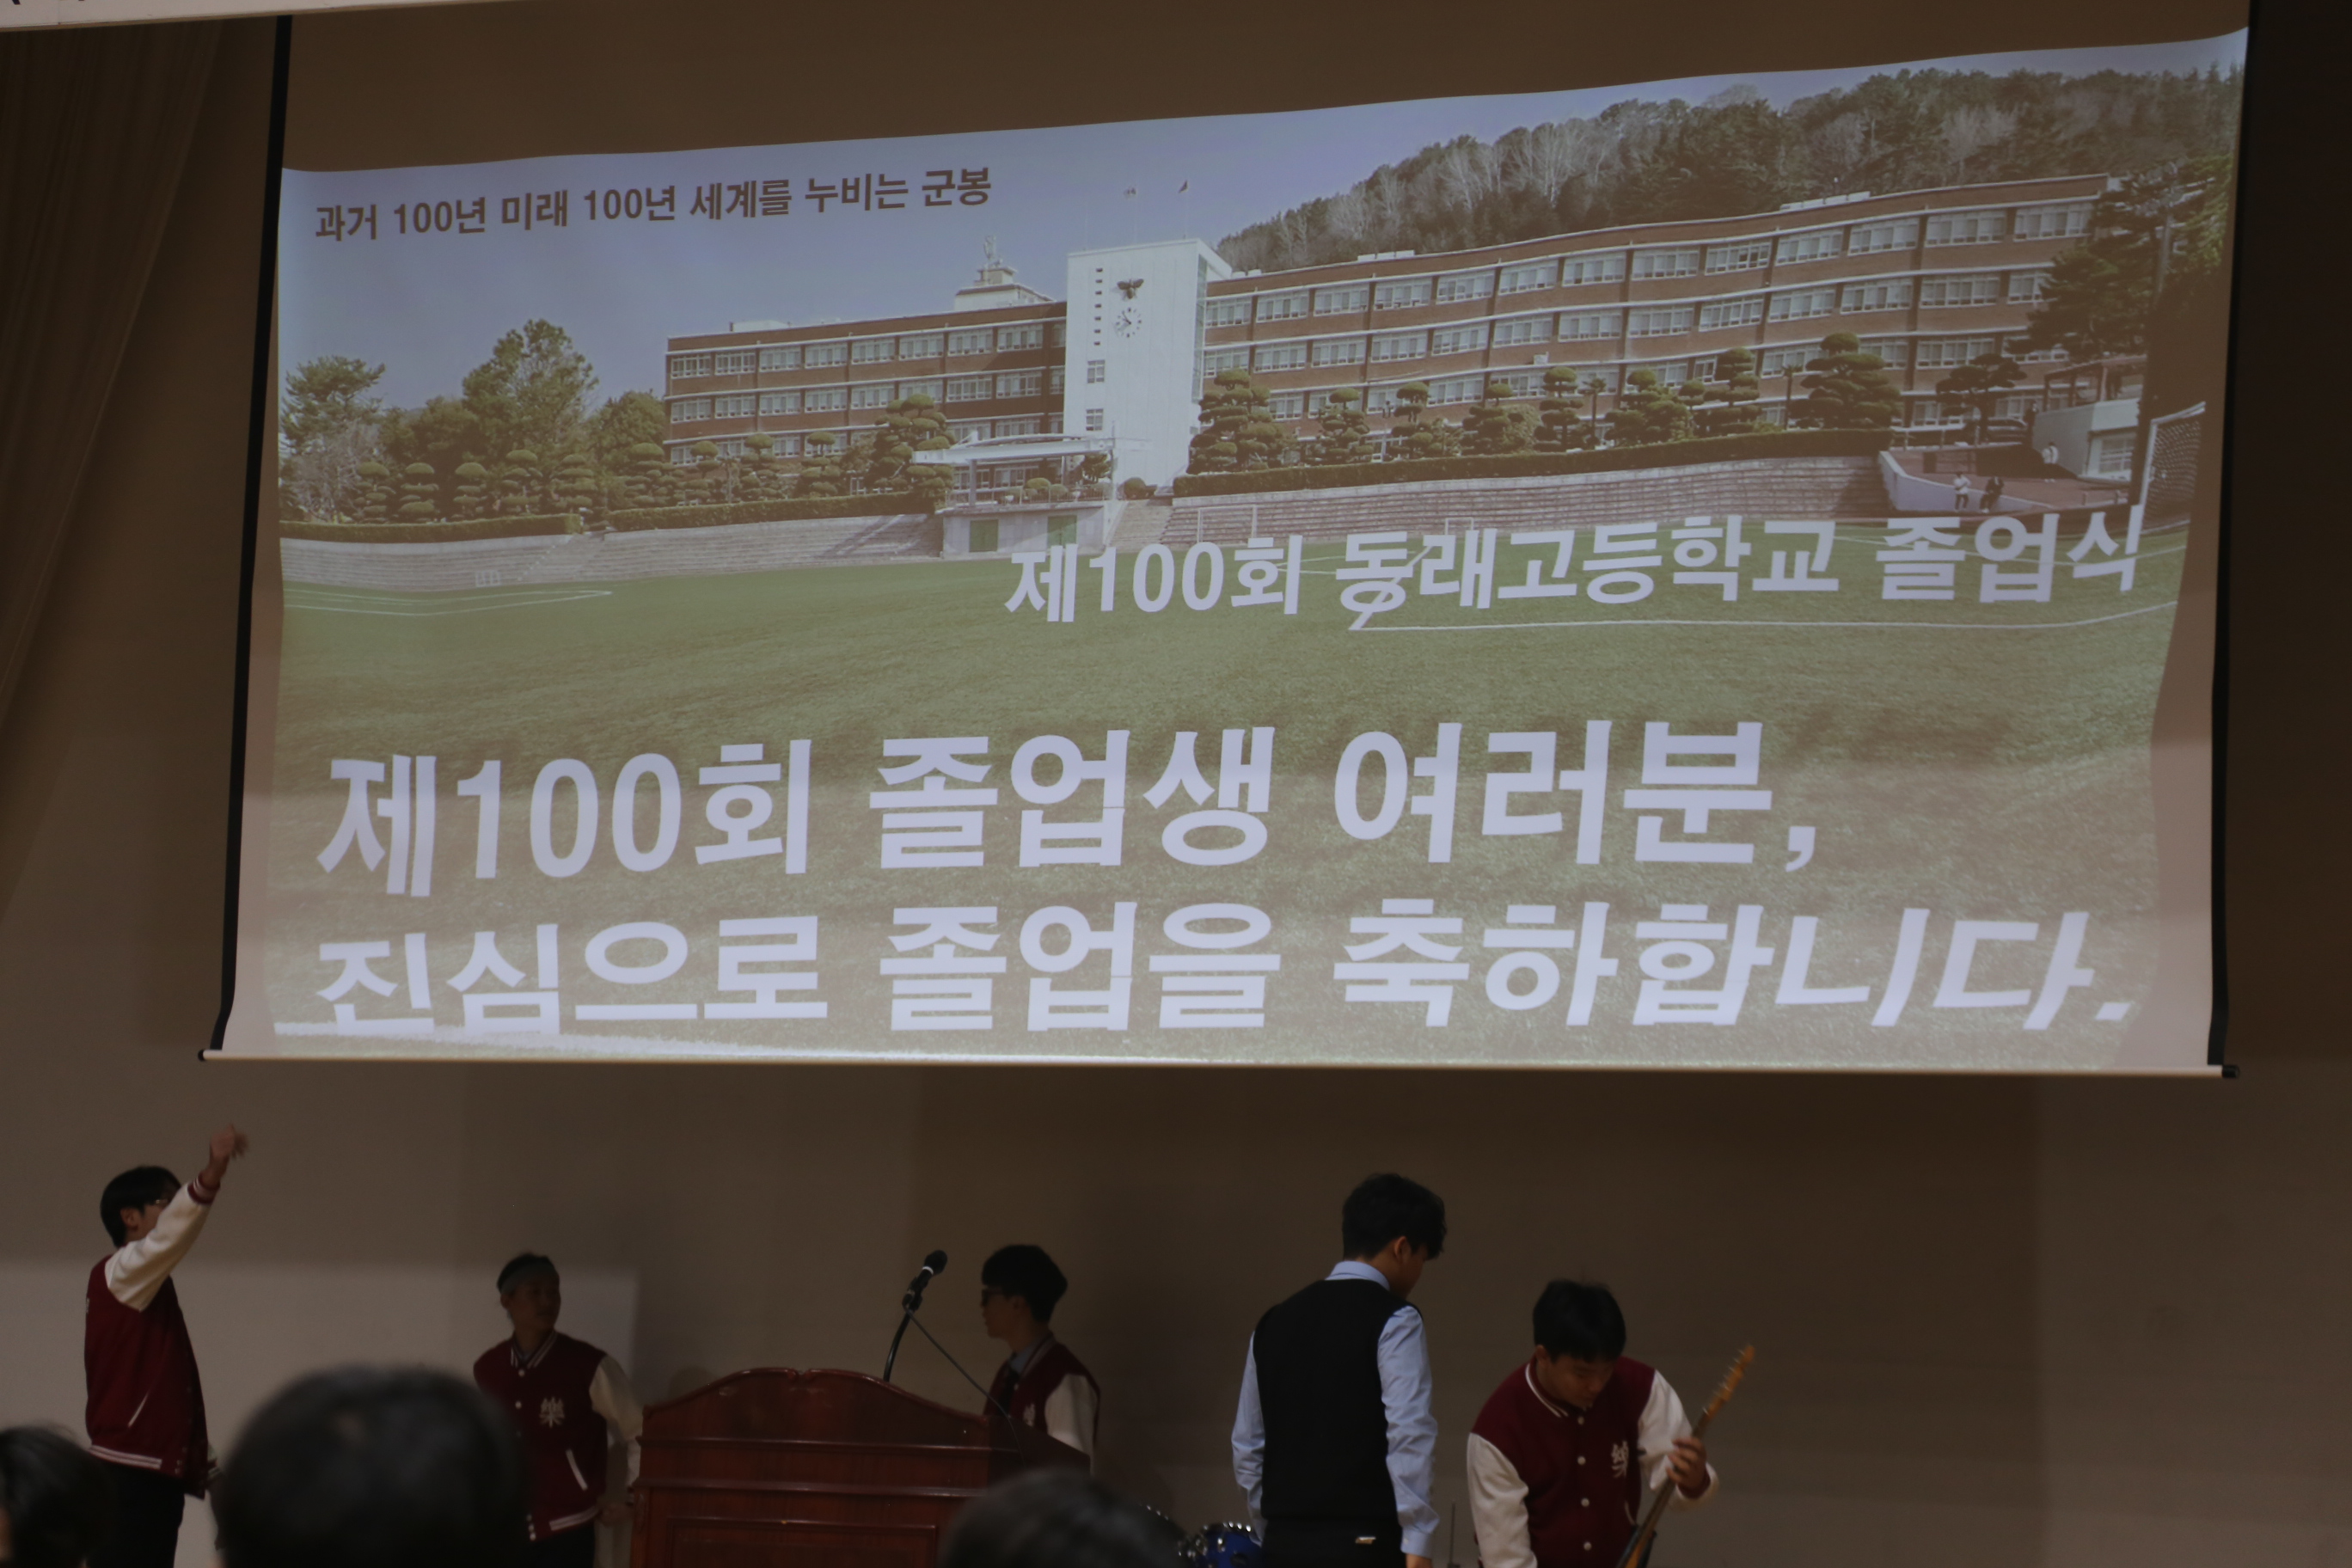 과거 100년 미래 100년 세계를 누비는 군봉
제100회 동래고등학교 졸업식
제100회 졸업생 여러분,
진심으로 졸업을 축하합니다.
樂
樂